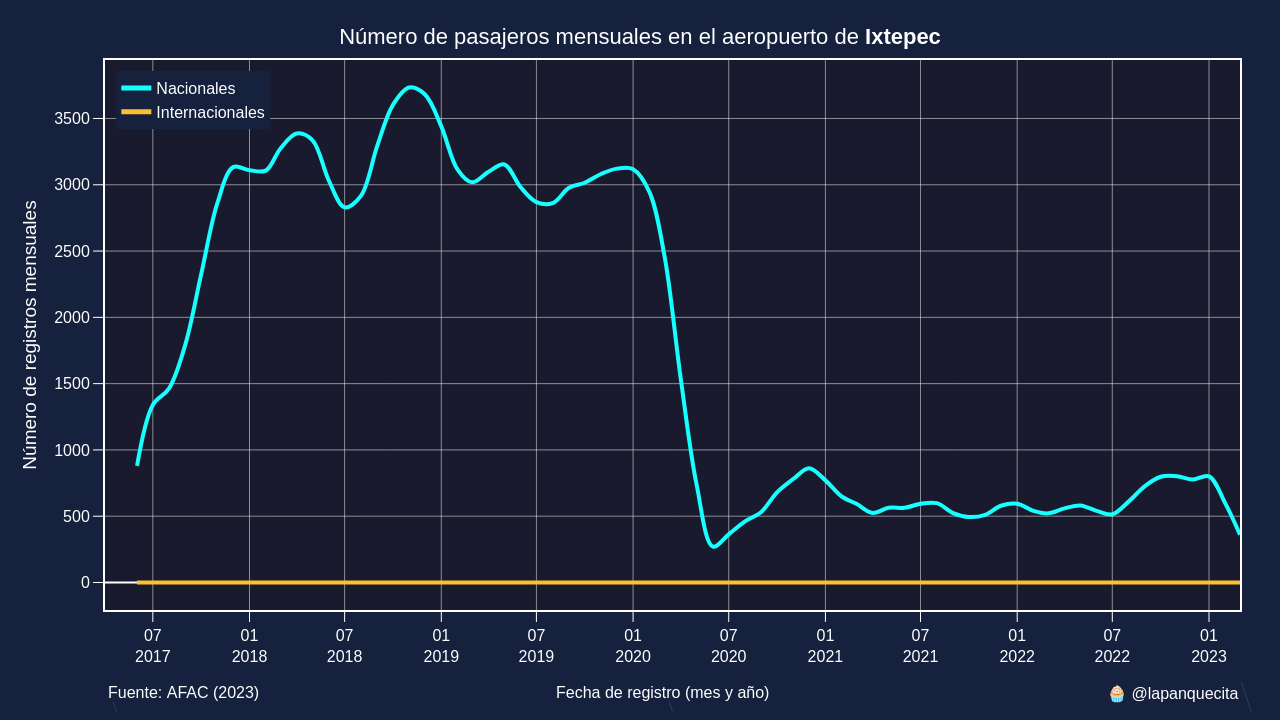 Número de pasajeros mensuales en el aeropuerto de Ixtepec
Nacionales
Internacionales
Número de registros mensuales
3500
3000
2500
2000
1500
1000
500
0
07 01 07 01 07 01 07 01 07 01 07 01
2017 2018 2018 2019 2019 2020 2020 2021 2021 2022 2022 2023
Fuente: AFAC (2023)
Fecha de registro (mes y año)
🧁 @lapanquecita